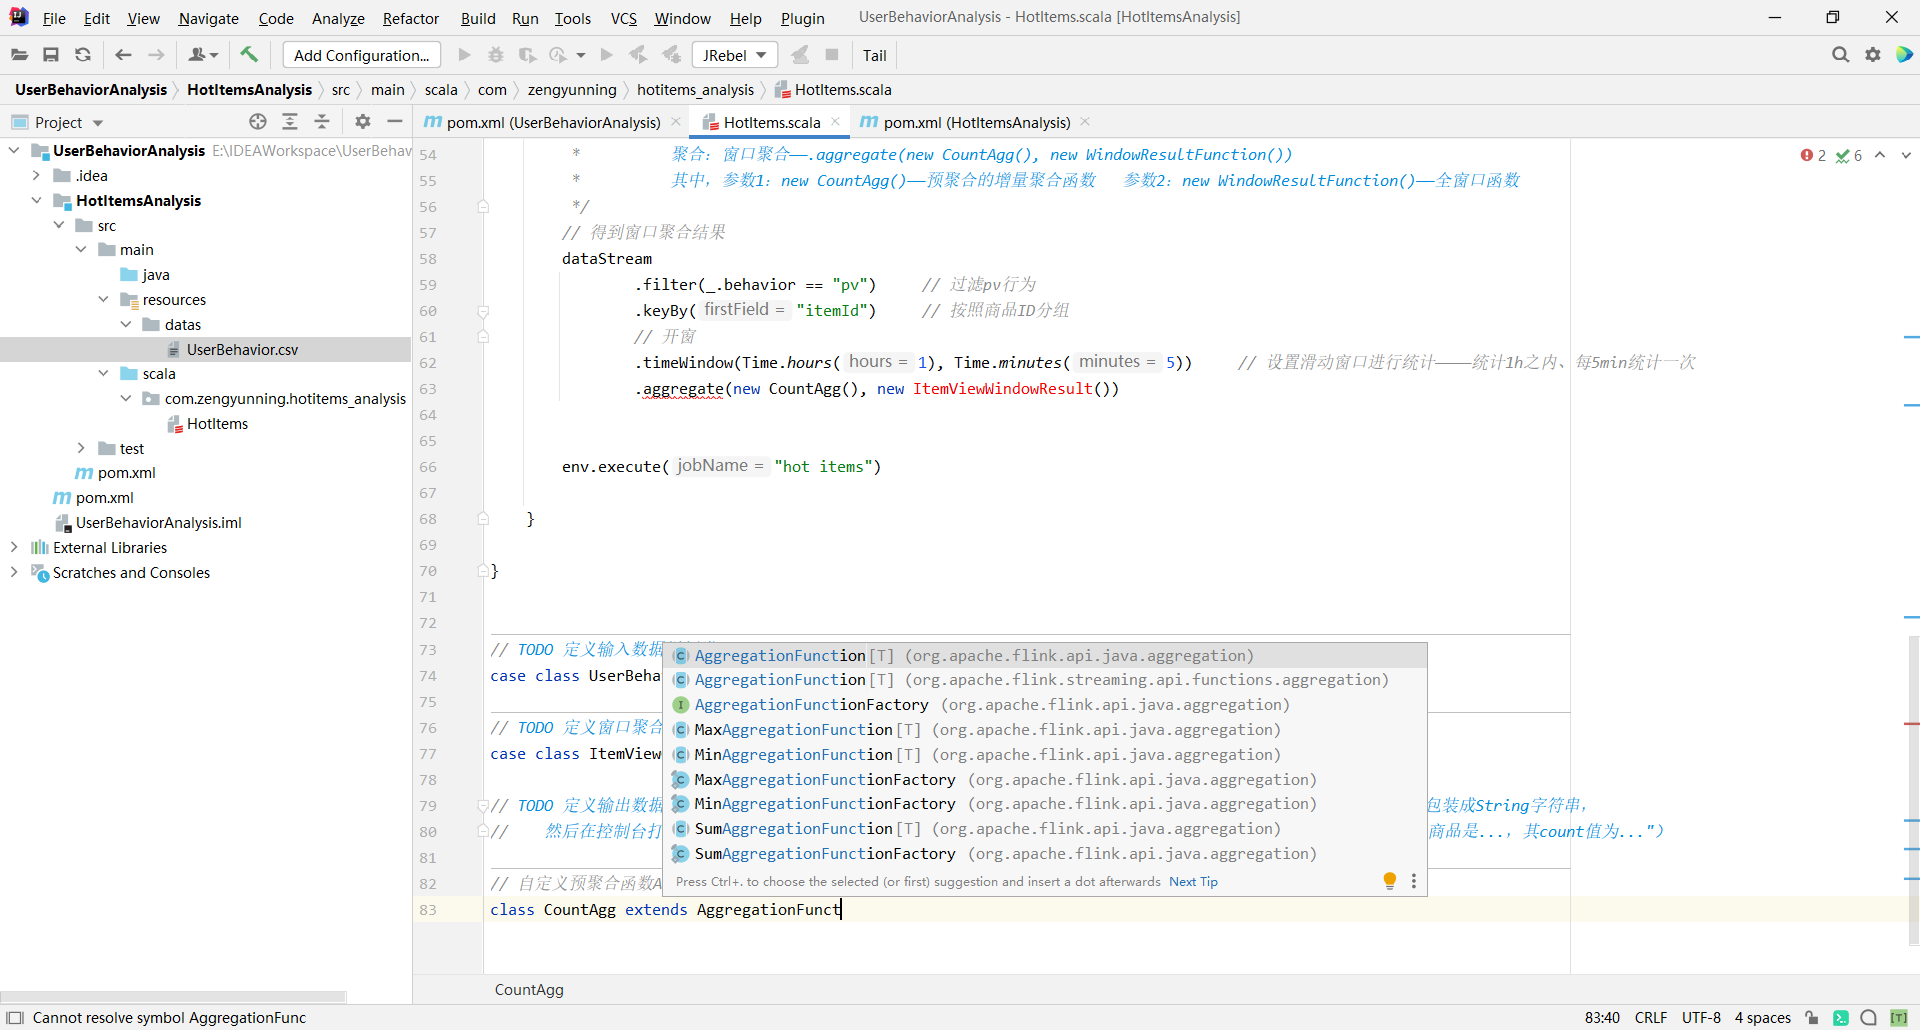 File Edit View Navigate Code Analyze Refactor Build Run Tools VCS Window Help Plugin UserBehaviorAnalysis - HotItems.scala [HotItemsAnalysis]
Add Configuration... JRebel Tail
UserBehaviorAnalysis HotItemsAnalysis src main scala com zengyunning hotitems_analysis HotItems.scala
Project
pom.xml (UserBehaviorAnalysis) HotItems.scala pom.xml (HotItemsAnalysis)
UserBehaviorAnalysis E:\IDEAWorkspace\UserBehav
.idea
HotItemsAnalysis
src
main
java
resources
datas
UserBehavior.csv
scala
com.zengyunning.hotitems_analysis
HotItems
test
pom.xml
pom.xml
UserBehaviorAnalysis.iml
External Libraries
Scratches and Consoles
2 6
54 * 聚合：窗口聚合——.aggregate(new CountAgg(), new WindowResultFunction())
55 * 其中，参数1：new CountAgg()——预聚合的增量聚合函数 参数2：new WindowResultFunction()——全窗口函数
56 */
57 // 得到窗口聚合结果
58 dataStream
59 .filter(_.behavior == "pv") // 过滤pv行为
60 .keyBy( firstField = "itemId") // 按照商品ID分组
61 // 开窗
62 .timeWindow(Time.hours( hours = 1), Time.minutes( minutes = 5)) // 设置滑动窗口进行统计————统计1h之内、每5min统计一次
63 .aggregate(new CountAgg(), new ItemViewWindowResult())
64
65
66 env.execute( jobName = "hot items")
67
68 }
69
70 }
71
72
73 // TODO 定义输入数据
74 case class UserBeha
75
76 // TODO 定义窗口聚合
77 case class ItemView
78
79 // TODO 定义输出数据 包装成String字符串，
80 // 然后在控制台打 商品是...，其count值为...")
81
82 // 自定义预聚合函数A
83 class CountAgg extends AggregationFunct
AggregationFunction[T] (org.apache.flink.api.java.aggregation)
AggregationFunction[T] (org.apache.flink.streaming.api.functions.aggregation)
AggregationFunctionFactory (org.apache.flink.api.java.aggregation)
MaxAggregationFunction[T] (org.apache.flink.api.java.aggregation)
MinAggregationFunction[T] (org.apache.flink.api.java.aggregation)
MaxAggregationFunctionFactory (org.apache.flink.api.java.aggregation)
MinAggregationFunctionFactory (org.apache.flink.api.java.aggregation)
SumAggregationFunction[T] (org.apache.flink.api.java.aggregation)
SumAggregationFunctionFactory (org.apache.flink.api.java.aggregation)
Press Ctrl+. to choose the selected (or first) suggestion and insert a dot afterwards Next Tip
CountAgg
Cannot resolve symbol AggregationFunc 83:40 CRLF UTF-8 4 spaces